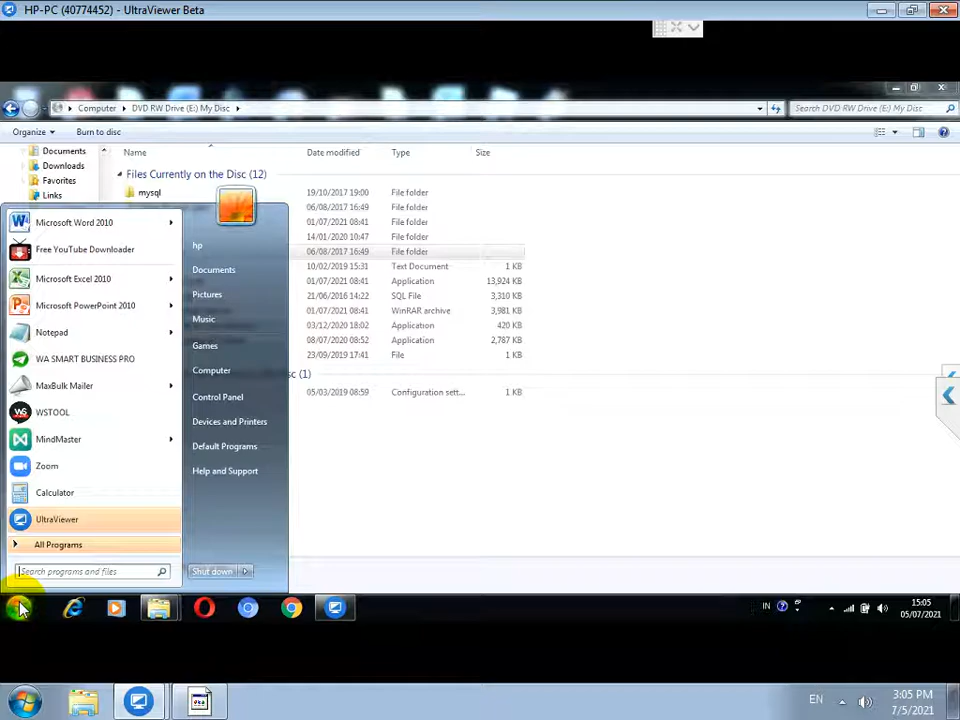 HP-PC (40774452) - UltraViewer Beta
Computer ▸ DVD RW Drive (E:) My Disc ▸
Search DVD RW Drive (E:) My Disc
Organize
Burn to disc
Documents
Downloads
Favorites
Links
Name
Date modified
Type
Size
Files Currently on the Disc (12)
mysql
19/10/2017 19:00 File folder
06/08/2017 16:49 File folder
01/07/2021 08:41 File folder
14/01/2020 10:47 File folder
06/08/2017 16:49 File folder
10/02/2019 15:31 Text Document 1 KB
01/07/2021 08:41 Application 13,924 KB
21/06/2016 14:22 SQL File 3,310 KB
01/07/2021 08:41 WinRAR archive 3,981 KB
03/12/2020 18:02 Application 420 KB
08/07/2020 08:52 Application 2,787 KB
23/09/2019 17:41 File 1 KB
sc (1)
05/03/2019 08:59 Configuration sett... 1 KB
Microsoft Word 2010
Free YouTube Downloader
Microsoft Excel 2010
Microsoft PowerPoint 2010
Notepad
WA SMART BUSINESS PRO
MaxBulk Mailer
WSTOOL
MindMaster
Zoom
Calculator
UltraViewer
All Programs
Search programs and files
hp
Documents
Pictures
Music
Games
Computer
Control Panel
Devices and Printers
Default Programs
Help and Support
Shut down
IN
15:05
05/07/2021
EN
3:05 PM
7/5/2021